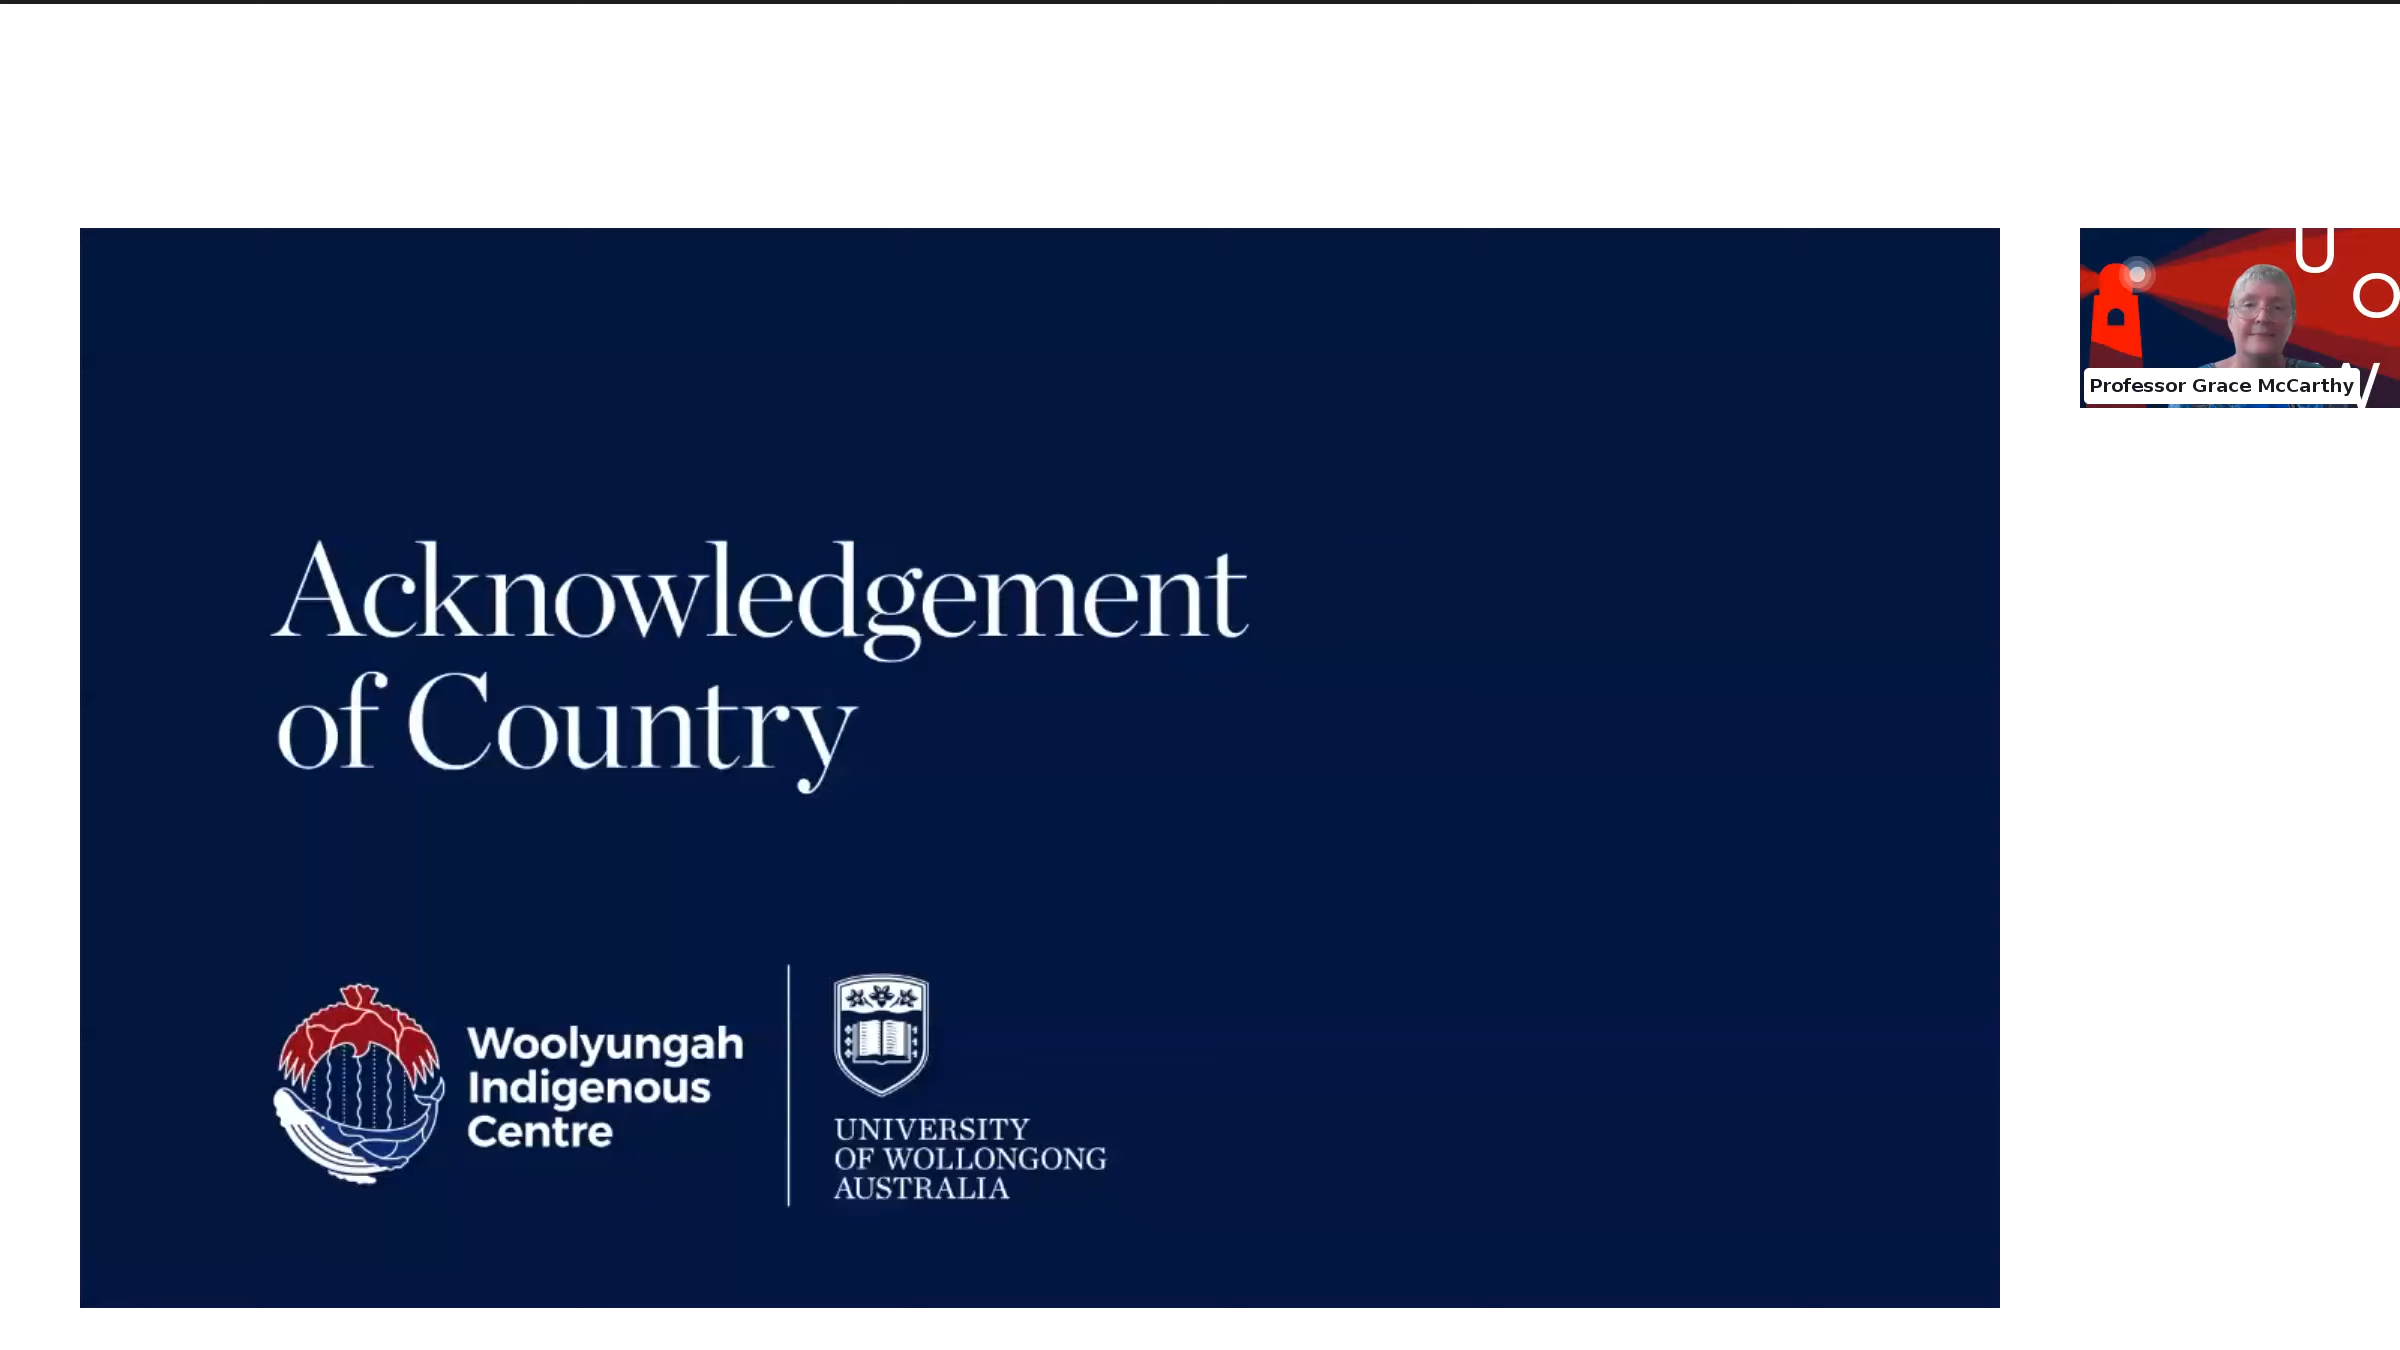 Acknowledgement
of Country
Woolyungah
Indigenous
Centre
UNIVERSITY
OF WOLLONGONG
AUSTRALIA
U
O
W
Professor Grace McCarthy